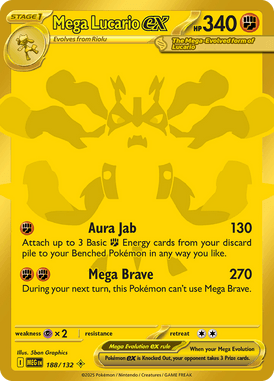 STAGE 1
Mega Lucario ex
HP 340
Evolves from Riolu
The Mega-Evolved form of
Lucario
Aura Jab 130
Attach up to 3 Basic Energy cards from your discard
pile to your Benched Pokémon in any way you like.
Mega Brave 270
During your next turn, this Pokémon can't use Mega Brave.
weakness × 2 resistance retreat
Illus. 5ban Graphics
Mega Evolution ex rule
When your Mega Evolution
Pokémon ex is Knocked Out, your opponent takes 3 Prize cards.
I MEG EN 188/132
©2025 Pokémon / Nintendo / Creatures / GAME FREAK